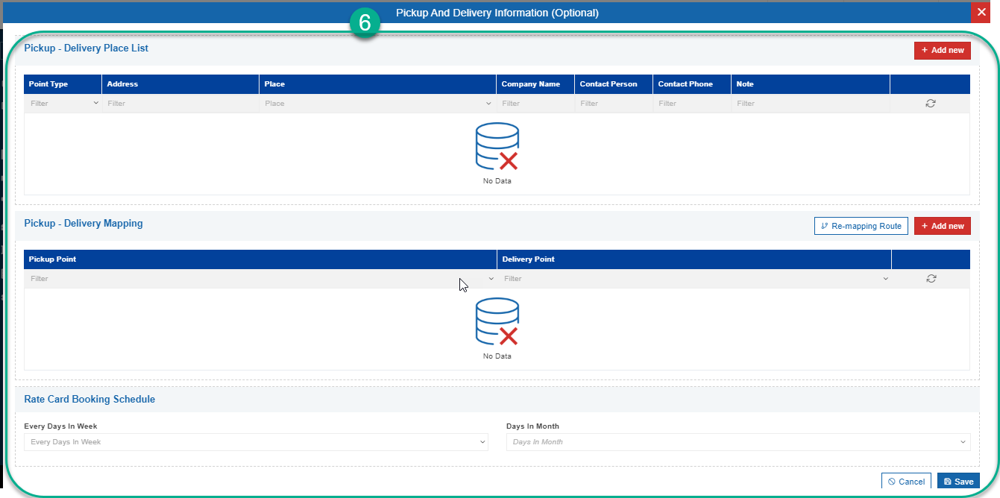 Pickup And Delivery Information (Optional)
6
Pickup - Delivery Place List
+ Add new
Point Type Address Place Company Name Contact Person Contact Phone Note
Filter Filter Place Filter Filter Filter Filter
No Data
Pickup - Delivery Mapping
Re-mapping Route + Add new
Pickup Point Delivery Point
Filter Filter
No Data
Rate Card Booking Schedule
Every Days In Week Days In Month
Every Days In Week Days In Month
Cancel Save